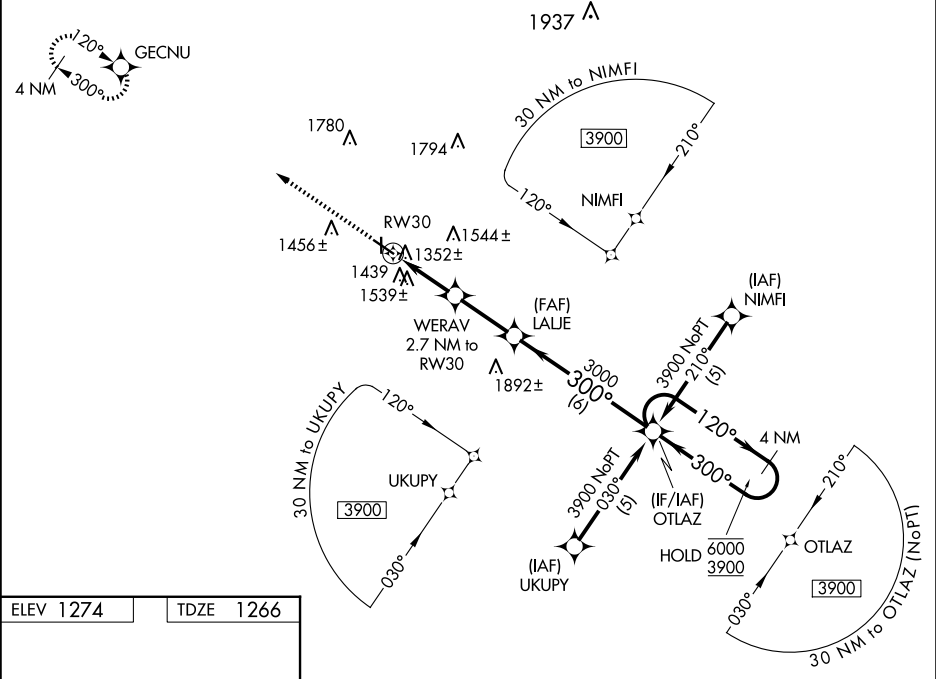 1937
120°
GECNU
4 NM
300°
30 NM to NIMFI
3900
210°
120°
NIMFI
1780
1794
RW30
1544±
1456±
1352±
1439
1539±
WERAV
2.7 NM to
RW30
(FAF)
LALJE
1892±
(IAF)
NIMFI
3900 NoPT
210°
(5)
3000
300°
(6)
120°
4 NM
300°
30 NM to UKUPY
120°
UKUPY
3900
030°
3900 NoPT
030°
(5)
(IF/IAF)
OTLAZ
(IAF)
UKUPY
HOLD
6000
3900
210°
OTLAZ
3900
030°
30 NM to OTLAZ (NoPT)
ELEV 1274
TDZE 1266